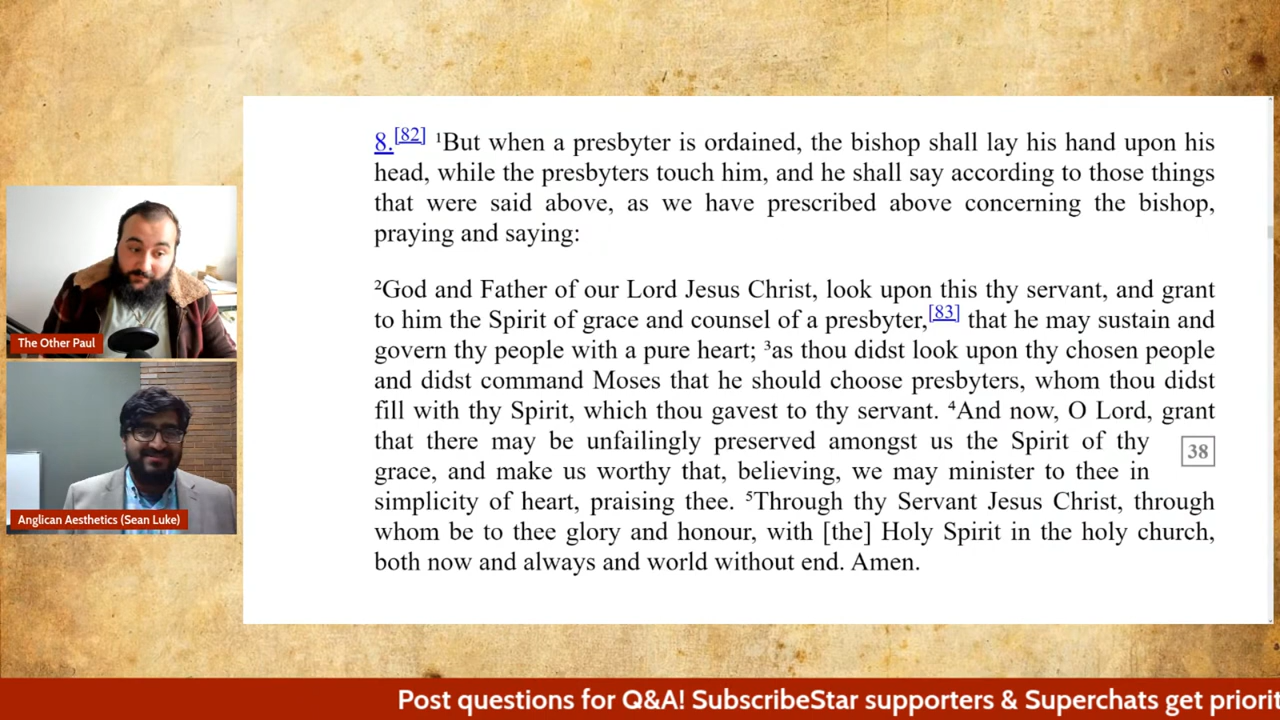 8.[82] ¹But when a presbyter is ordained, the bishop shall lay his hand upon his
head, while the presbyters touch him, and he shall say according to those things
that were said above, as we have prescribed above concerning the bishop,
praying and saying:
²God and Father of our Lord Jesus Christ, look upon this thy servant, and grant
to him the Spirit of grace and counsel of a presbyter,[83] that he may sustain and
govern thy people with a pure heart; ³as thou didst look upon thy chosen people
and didst command Moses that he should choose presbyters, whom thou didst
fill with thy Spirit, which thou gavest to thy servant. ⁴And now, O Lord, grant
that there may be unfailingly preserved amongst us the Spirit of thy
38
grace, and make us worthy that, believing, we may minister to thee in
simplicity of heart, praising thee. ⁵Through thy Servant Jesus Christ, through
whom be to thee glory and honour, with [the] Holy Spirit in the holy church,
both now and always and world without end. Amen.
The Other Paul
Anglican Aesthetics (Sean Luke)
Post questions for Q&A! SubscribeStar supporters & Superchats get priorit